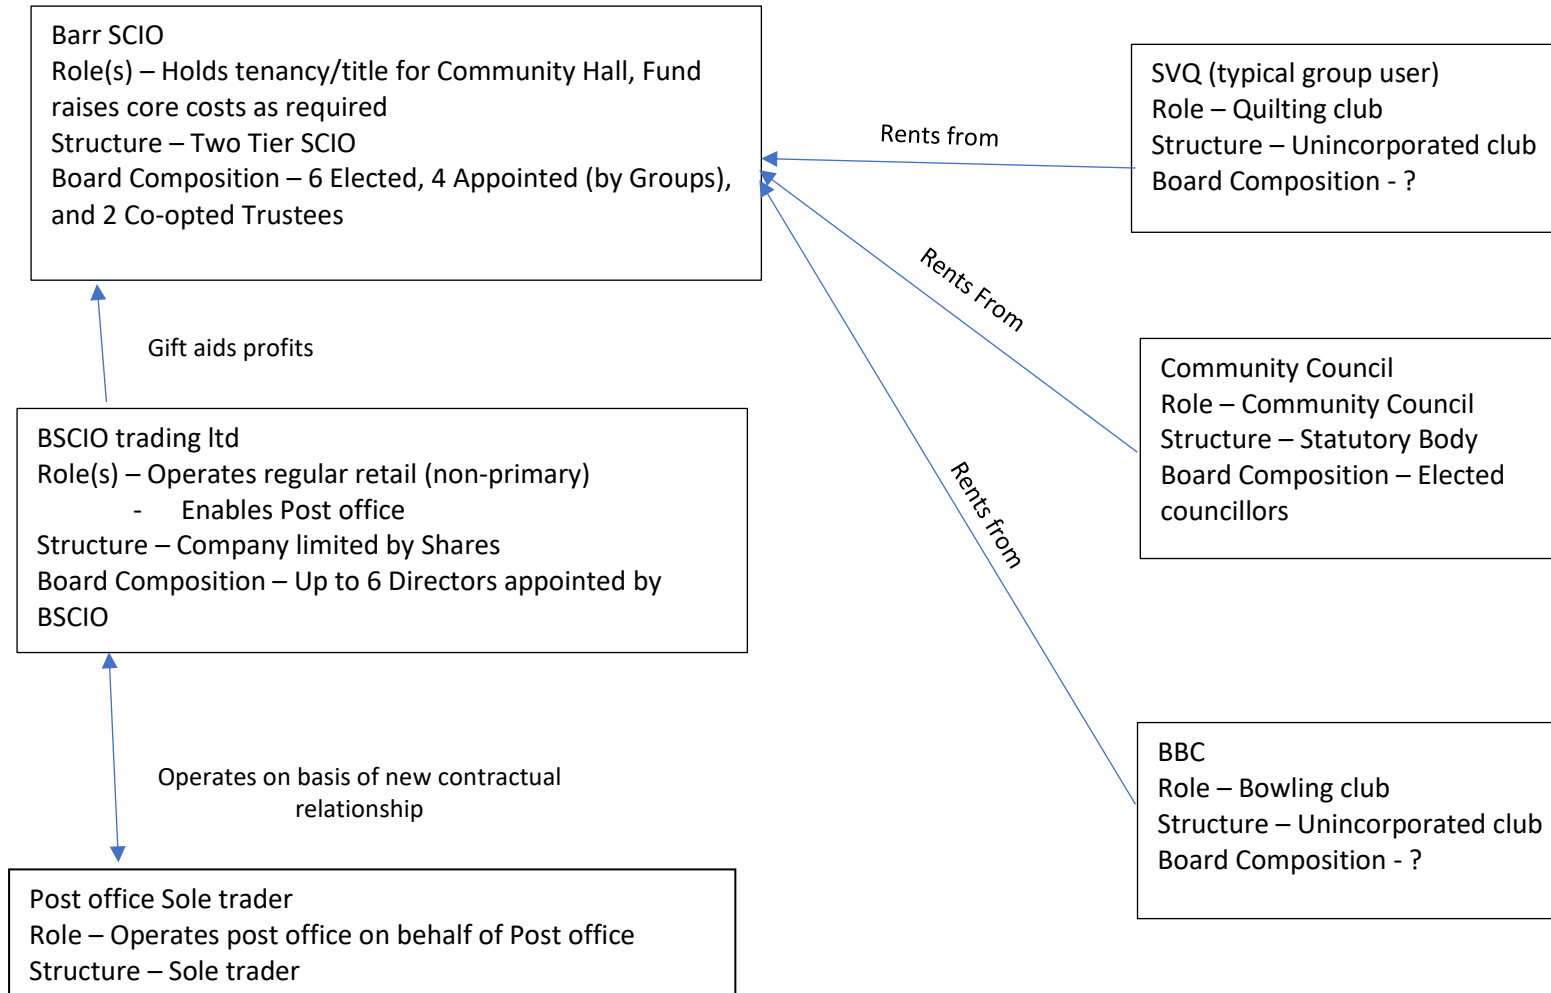 Barr SCIO
Role(s) – Holds tenancy/title for Community Hall, Fund
raises core costs as required
Structure – Two Tier SCIO
Board Composition – 6 Elected, 4 Appointed (by Groups),
and 2 Co-opted Trustees
Rents from
SVQ (typical group user)
Role – Quilting club
Structure – Unincorporated club
Board Composition - ?
Rents From
Gift aids profits
Community Council
Role – Community Council
Structure – Statutory Body
Board Composition – Elected
councillors
BSCIO trading ltd
Role(s) – Operates regular retail (non-primary)
- Enables Post office
Structure – Company limited by Shares
Board Composition – Up to 6 Directors appointed by
BSCIO
Rents from
Operates on basis of new contractual
relationship
BBC
Role – Bowling club
Structure – Unincorporated club
Board Composition - ?
Post office Sole trader
Role – Operates post office on behalf of Post office
Structure – Sole trader